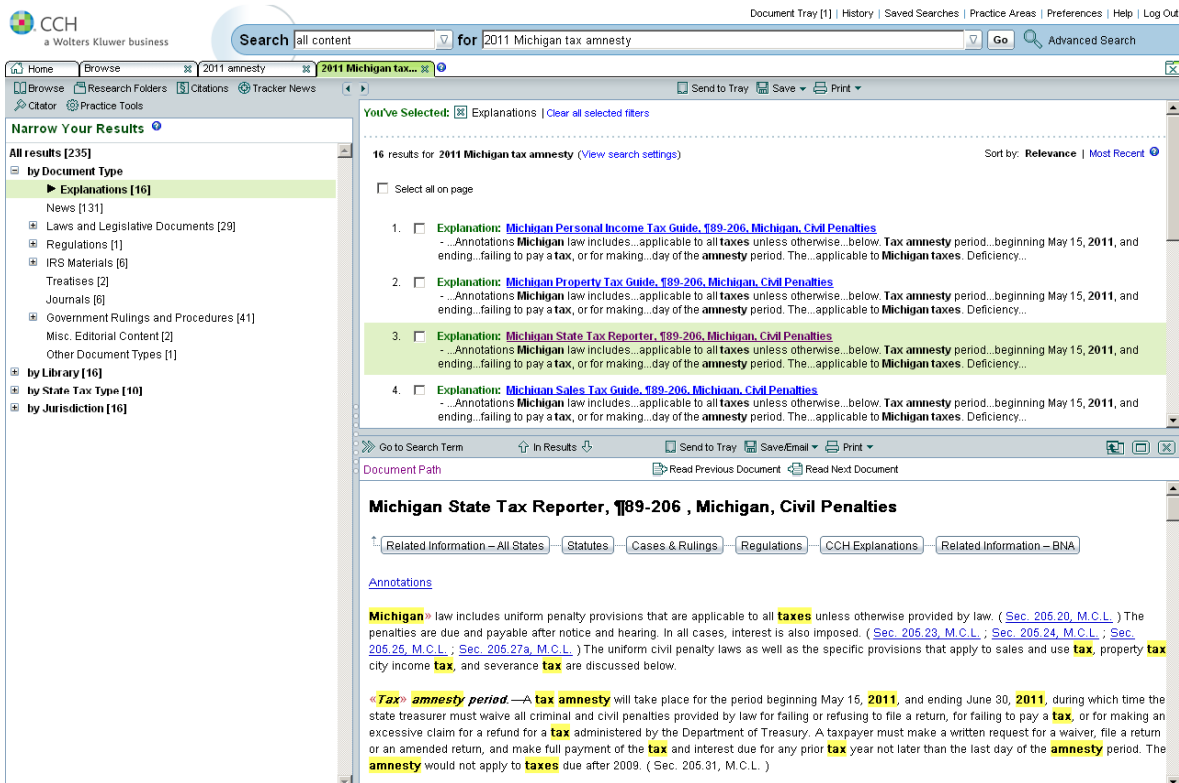 Document Tray [1] | History | Saved Searches | Practice Areas | Preferences | Help | Log Out
CCH
a Wolters Kluwer business
Search all content for 2011 Michigan tax amnesty Go Advanced Search
Home Browse 2011 amnesty 2011 Michigan tax...
Browse Research Folders Citations Tracker News
Citator Practice Tools
Send to Tray Save Print
Narrow Your Results
All results [235]
by Document Type
Explanations [16]
News [131]
Laws and Legislative Documents [29]
Regulations [1]
IRS Materials [6]
Treatises [2]
Journals [6]
Government Rulings and Procedures [41]
Misc. Editorial Content [2]
Other Document Types [1]
by Library [16]
by State Tax Type [10]
by Jurisdiction [16]
You've Selected: Explanations | Clear all selected filters
16 results for 2011 Michigan tax amnesty (View search settings) Sort by: Relevance | Most Recent
Select all on page
1. Explanation: Michigan Personal Income Tax Guide, ¶89-206, Michigan, Civil Penalties
- ...Annotations Michigan law includes...applicable to all taxes unless otherwise...below. Tax amnesty period...beginning May 15, 2011, and
ending...failing to pay a tax, or for making...day of the amnesty period. The...applicable to Michigan taxes. Deficiency...
2. Explanation: Michigan Property Tax Guide, ¶89-206, Michigan, Civil Penalties
- ...Annotations Michigan law includes...applicable to all taxes unless otherwise...below. Tax amnesty period...beginning May 15, 2011, and
ending...failing to pay a tax, or for making...day of the amnesty period. The...applicable to Michigan taxes. Deficiency...
3. Explanation: Michigan State Tax Reporter, ¶89-206, Michigan, Civil Penalties
- ...Annotations Michigan law includes...applicable to all taxes unless otherwise...below. Tax amnesty period...beginning May 15, 2011, and
ending...failing to pay a tax, or for making...day of the amnesty period. The...applicable to Michigan taxes. Deficiency...
4. Explanation: Michigan Sales Tax Guide, ¶89-206, Michigan, Civil Penalties
- ...Annotations Michigan law includes...applicable to all taxes unless otherwise...below. Tax amnesty period...beginning May 15, 2011, and
ending...failing to pay a tax, or for making...day of the amnesty period. The...applicable to Michigan taxes. Deficiency...
Go to Search Term In Results Send to Tray Save/Email Print
Document Path Read Previous Document Read Next Document
Michigan State Tax Reporter, ¶89-206 , Michigan, Civil Penalties
Related Information – All States Statutes Cases & Rulings Regulations CCH Explanations Related Information – BNA
Annotations
Michigan» law includes uniform penalty provisions that are applicable to all taxes unless otherwise provided by law. ( Sec. 205.20, M.C.L. ) The
penalties are due and payable after notice and hearing. In all cases, interest is also imposed. ( Sec. 205.23, M.C.L. ; Sec. 205.24, M.C.L. ; Sec.
205.25, M.C.L. ; Sec. 205.27a, M.C.L. ) The uniform civil penalty laws as well as the specific provisions that apply to sales and use tax, property tax
city income tax, and severance tax are discussed below.
«Tax» amnesty period.—A tax amnesty will take place for the period beginning May 15, 2011, and ending June 30, 2011, during which time the
state treasurer must waive all criminal and civil penalties provided by law for failing or refusing to file a return, for failing to pay a tax, or for making an
excessive claim for a refund for a tax administered by the Department of Treasury. A taxpayer must make a written request for a waiver, file a return
or an amended return, and make full payment of the tax and interest due for any prior tax year not later than the last day of the amnesty period. The
amnesty would not apply to taxes due after 2009. ( Sec. 205.31, M.C.L. )